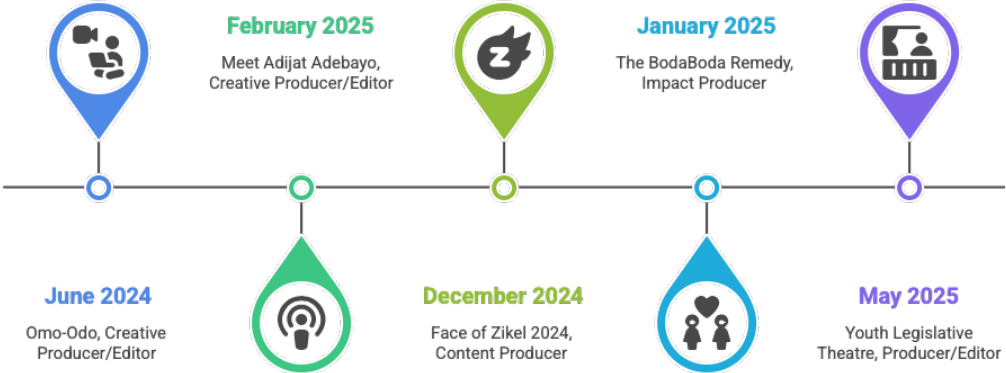 June 2024
Omo-Odo, Creative
Producer/Editor
February 2025
Meet Adijat Adebayo,
Creative Producer/Editor
z
December 2024
Face of Zikel 2024,
Content Producer
January 2025
The BodaBoda Remedy,
Impact Producer
May 2025
Youth Legislative
Theatre, Producer/Editor